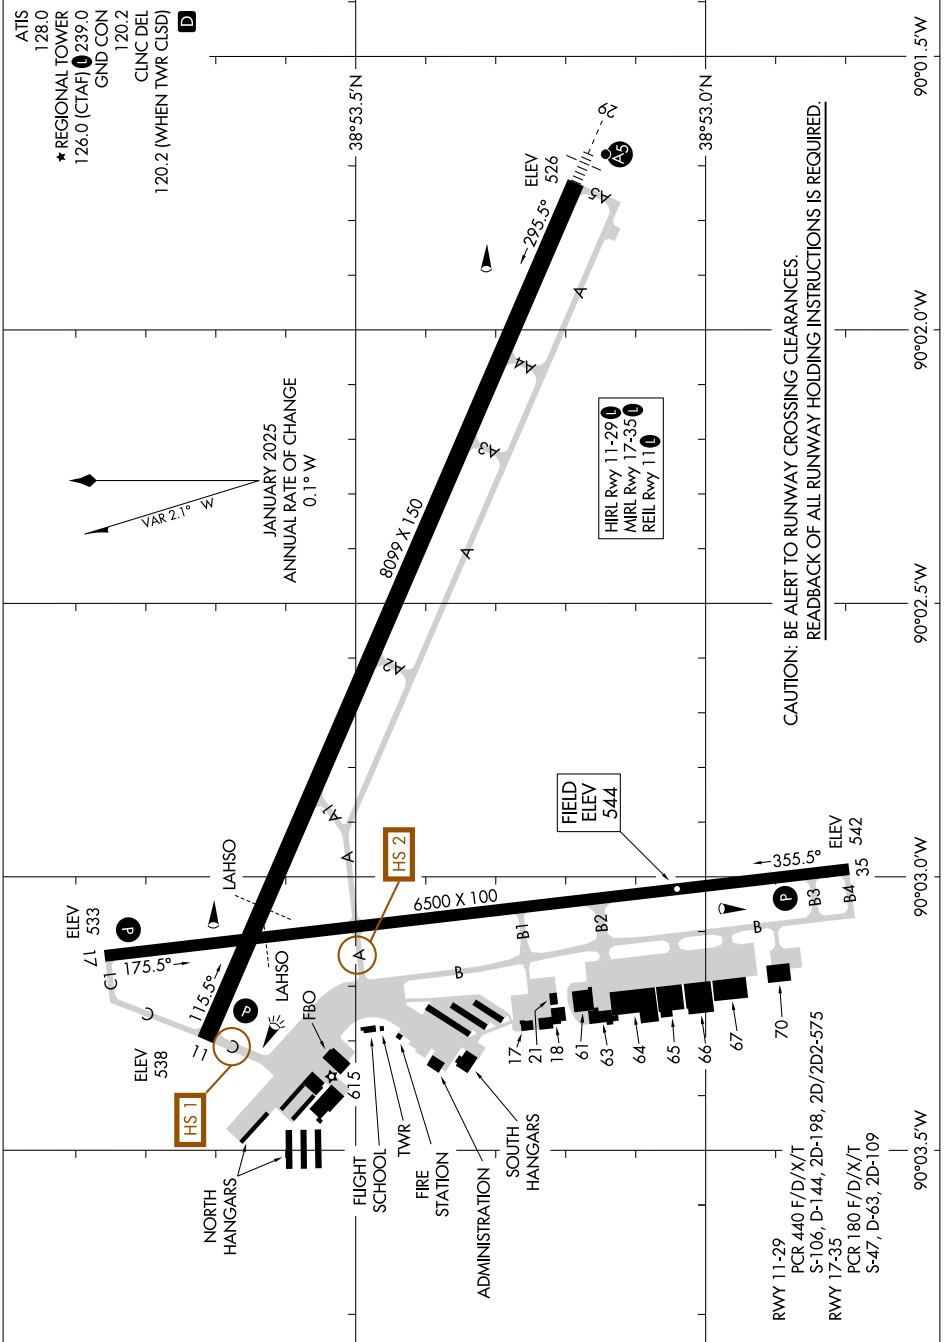 ATIS
128.0
★ REGIONAL TOWER
126.0 (CTAF) L 239.0
GND CON
120.2
CLNC DEL
120.2 (WHEN TWR CLSD)
D
90°01.5'W
90°02.0'W
90°02.5'W
90°03.0'W
90°03.5'W
38°53.5'N
38°53.0'N
VAR 2.1° W
JANUARY 2025
ANNUAL RATE OF CHANGE
0.1° W
29
A5
ELEV
526
295.5°
A5
A
A4
A3
8099 X 150
A
A2
A1
A
HIRL Rwy 11-29 L
MIRL Rwy 17-35 L
REIL Rwy 11 L
CAUTION: BE ALERT TO RUNWAY CROSSING CLEARANCES.
READBACK OF ALL RUNWAY HOLDING INSTRUCTIONS IS REQUIRED.
FIELD
ELEV
544
HS 2
A
LAHSO
LAHSO
ELEV
533
P
17
175.5°
C1
C
115.5°
11
ELEV
538
C
HS 1
P
6500 X 100
355.5°
ELEV
542
35
P
B
B1
B2
B
B3
B4
FBO
615
NORTH
HANGARS
FLIGHT
SCHOOL
TWR
FIRE
STATION
ADMINISTRATION
SOUTH
HANGARS
17
21
18
61
63
64
65
66
67
70
RWY 11-29
PCR 440 F/D/X/T
S-106, D-144, 2D-198, 2D/2D2-575
RWY 17-35
PCR 180 F/D/X/T
S-47, D-63, 2D-109